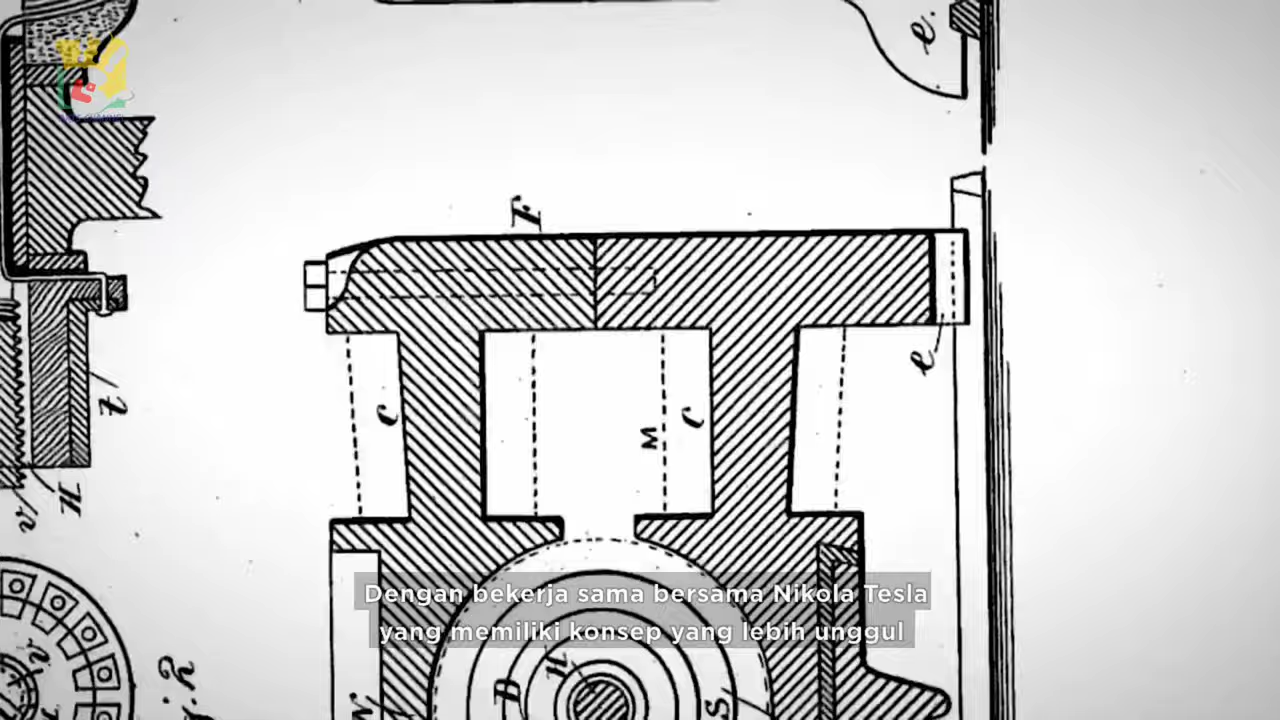 e.
F
e
C
C
M
t
H
n
Dengan bekerja sama bersama Nikola Tesla
yang memiliki konsep yang lebih unggul
H
D
S
N